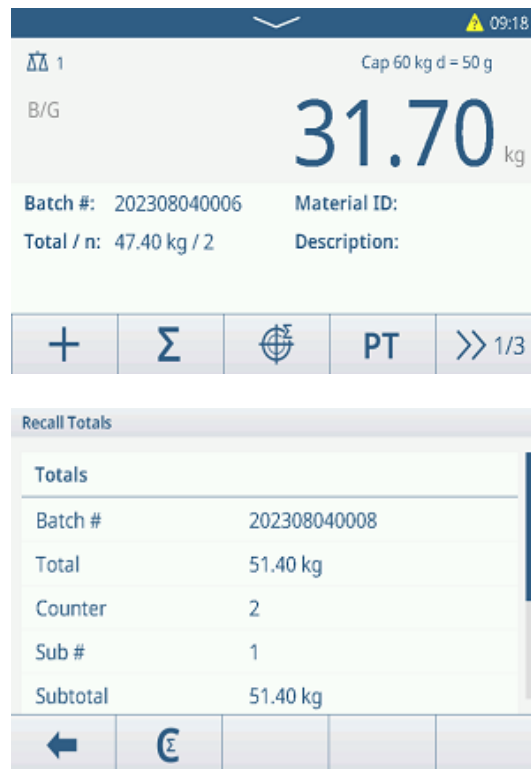 09:18
1 Cap 60 kg d = 50 g
B/G
31.70 kg
Batch #: 202308040006 Material ID:
Total / n: 47.40 kg / 2 Description:
+ Σ Σ PT >> 1/3
Recall Totals
Totals
Batch # 202308040008
Total 51.40 kg
Counter 2
Sub # 1
Subtotal 51.40 kg
C Σ